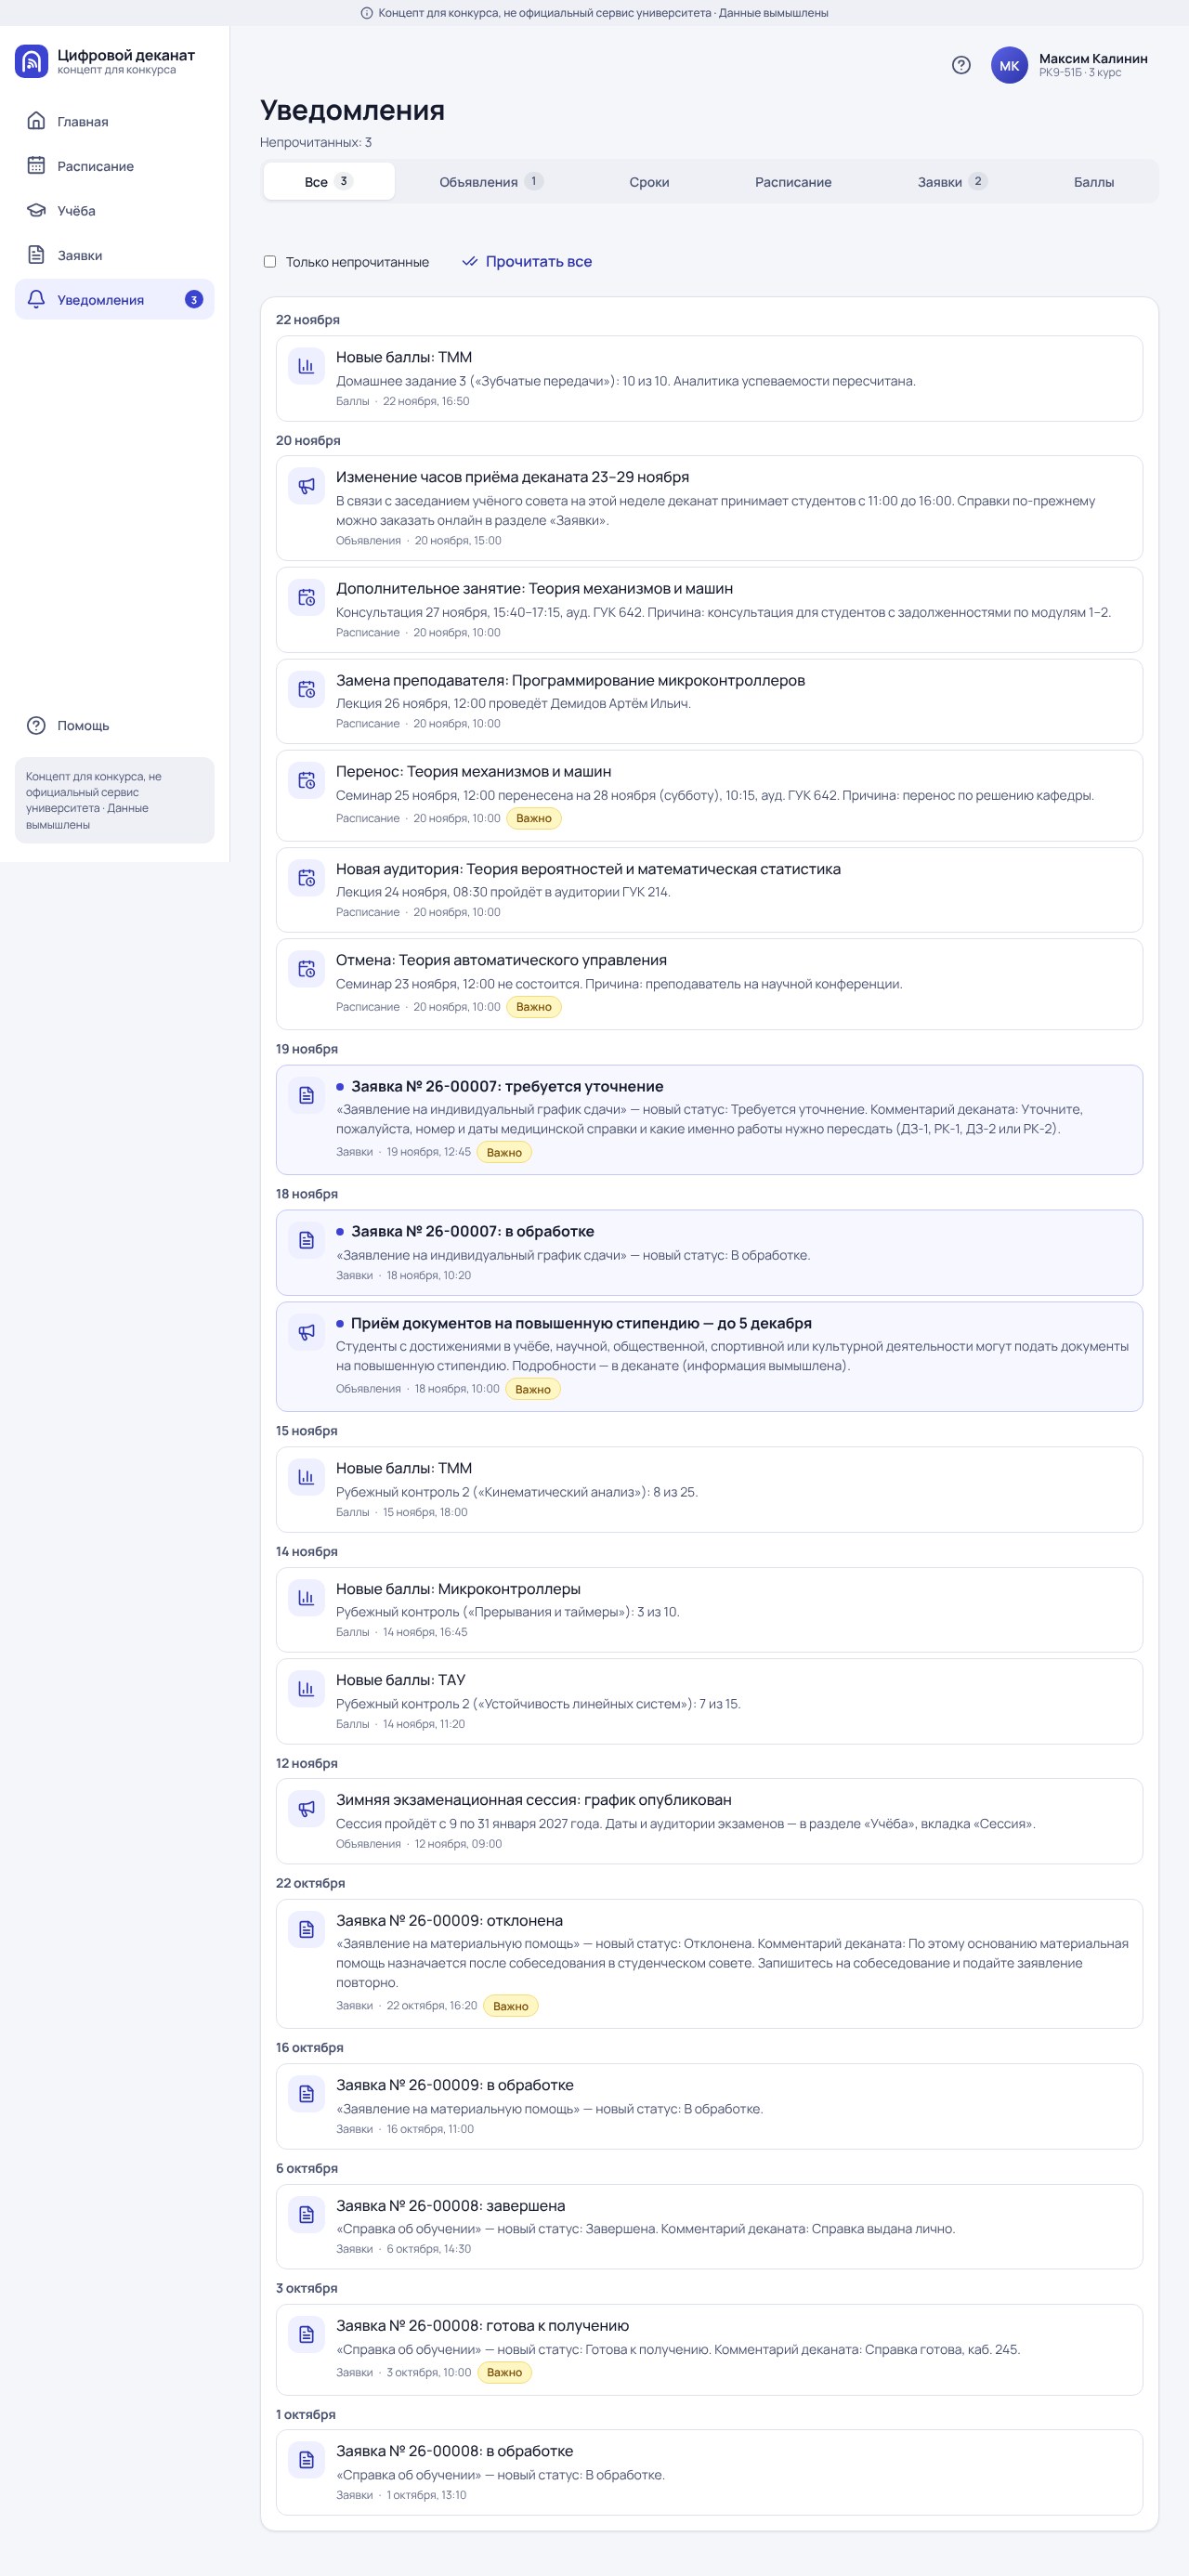 Концепт для конкурса, не официальный сервис университета · Данные вымышлены
Цифровой деканат
концепт для конкурса
Главная
Расписание
Учёба
Заявки
Уведомления 3
Помощь
Концепт для конкурса, не
официальный сервис
университета · Данные
вымышлены
МК
Максим Калинин
РК9-51Б · 3 курс
Уведомления
Непрочитанных: 3
Все 3 Объявления 1 Сроки Расписание Заявки 2 Баллы
Только непрочитанные Прочитать все
22 ноября
Новые баллы: ТММ
Домашнее задание 3 («Зубчатые передачи»): 10 из 10. Аналитика успеваемости пересчитана.
Баллы · 22 ноября, 16:50
20 ноября
Изменение часов приёма деканата 23–29 ноября
В связи с заседанием учёного совета на этой неделе деканат принимает студентов с 11:00 до 16:00. Справки по-прежнему
можно заказать онлайн в разделе «Заявки».
Объявления · 20 ноября, 15:00
Дополнительное занятие: Теория механизмов и машин
Консультация 27 ноября, 15:40–17:15, ауд. ГУК 642. Причина: консультация для студентов с задолженностями по модулям 1–2.
Расписание · 20 ноября, 10:00
Замена преподавателя: Программирование микроконтроллеров
Лекция 26 ноября, 12:00 проведёт Демидов Артём Ильич.
Расписание · 20 ноября, 10:00
Перенос: Теория механизмов и машин
Семинар 25 ноября, 12:00 перенесена на 28 ноября (субботу), 10:15, ауд. ГУК 642. Причина: перенос по решению кафедры.
Расписание · 20 ноября, 10:00 Важно
Новая аудитория: Теория вероятностей и математическая статистика
Лекция 24 ноября, 08:30 пройдёт в аудитории ГУК 214.
Расписание · 20 ноября, 10:00
Отмена: Теория автоматического управления
Семинар 23 ноября, 12:00 не состоится. Причина: преподаватель на научной конференции.
Расписание · 20 ноября, 10:00 Важно
19 ноября
Заявка № 26-00007: требуется уточнение
«Заявление на индивидуальный график сдачи» — новый статус: Требуется уточнение. Комментарий деканата: Уточните,
пожалуйста, номер и даты медицинской справки и какие именно работы нужно пересдать (ДЗ-1, РК-1, ДЗ-2 или РК-2).
Заявки · 19 ноября, 12:45 Важно
18 ноября
Заявка № 26-00007: в обработке
«Заявление на индивидуальный график сдачи» — новый статус: В обработке.
Заявки · 18 ноября, 10:20
Приём документов на повышенную стипендию — до 5 декабря
Студенты с достижениями в учёбе, научной, общественной, спортивной или культурной деятельности могут подать документы
на повышенную стипендию. Подробности — в деканате (информация вымышлена).
Объявления · 18 ноября, 10:00 Важно
15 ноября
Новые баллы: ТММ
Рубежный контроль 2 («Кинематический анализ»): 8 из 25.
Баллы · 15 ноября, 18:00
14 ноября
Новые баллы: Микроконтроллеры
Рубежный контроль («Прерывания и таймеры»): 3 из 10.
Баллы · 14 ноября, 16:45
Новые баллы: ТАУ
Рубежный контроль 2 («Устойчивость линейных систем»): 7 из 15.
Баллы · 14 ноября, 11:20
12 ноября
Зимняя экзаменационная сессия: график опубликован
Сессия пройдёт с 9 по 31 января 2027 года. Даты и аудитории экзаменов — в разделе «Учёба», вкладка «Сессия».
Объявления · 12 ноября, 09:00
22 октября
Заявка № 26-00009: отклонена
«Заявление на материальную помощь» — новый статус: Отклонена. Комментарий деканата: По этому основанию материальная
помощь назначается после собеседования в студенческом совете. Запишитесь на собеседование и подайте заявление
повторно.
Заявки · 22 октября, 16:20 Важно
16 октября
Заявка № 26-00009: в обработке
«Заявление на материальную помощь» — новый статус: В обработке.
Заявки · 16 октября, 11:00
6 октября
Заявка № 26-00008: завершена
«Справка об обучении» — новый статус: Завершена. Комментарий деканата: Справка выдана лично.
Заявки · 6 октября, 14:30
3 октября
Заявка № 26-00008: готова к получению
«Справка об обучении» — новый статус: Готова к получению. Комментарий деканата: Справка готова, каб. 245.
Заявки · 3 октября, 10:00 Важно
1 октября
Заявка № 26-00008: в обработке
«Справка об обучении» — новый статус: В обработке.
Заявки · 1 октября, 13:10